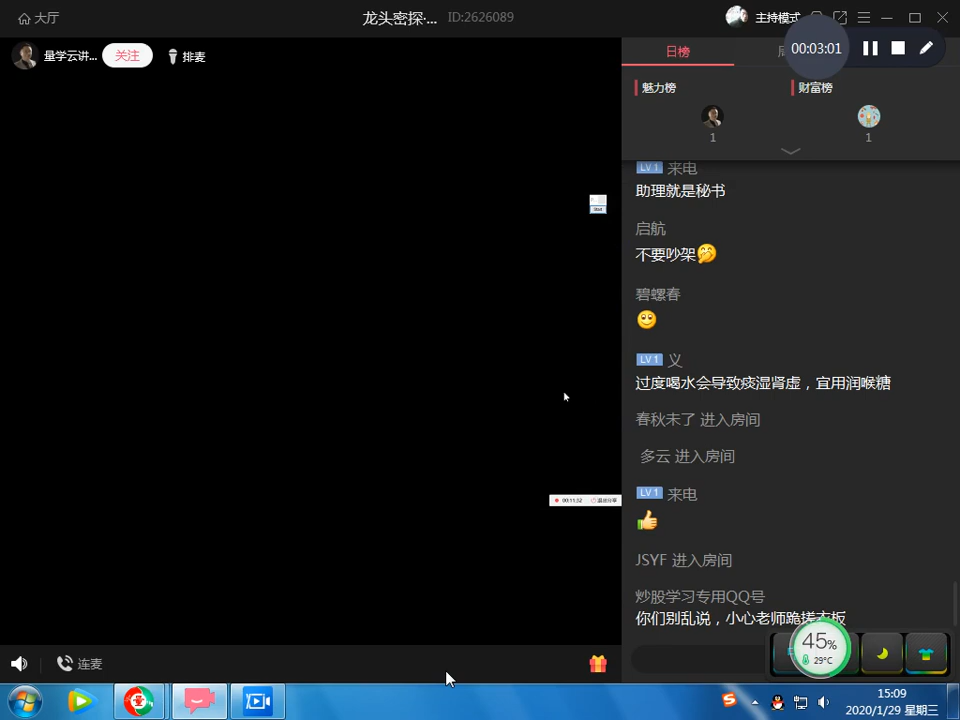 大厅
龙头密探-... ID:2626089
主持模式
量学云讲... 关注 排麦
00:03:01
日榜
魅力榜 财富榜
1 1
LV 1 来电
助理就是秘书
启航
不要吵架
碧螺春
LV 1 义
过度喝水会导致痰湿肾虚，宜用润喉糖
春秋未了 进入房间
多云 进入房间
LV 1 来电
00:11:32
JSYF 进入房间
炒股学习专用QQ号
你们别乱说，小心老师跪搓衣板
45%
29°C
连麦
15:09
2020/1/29 星期三